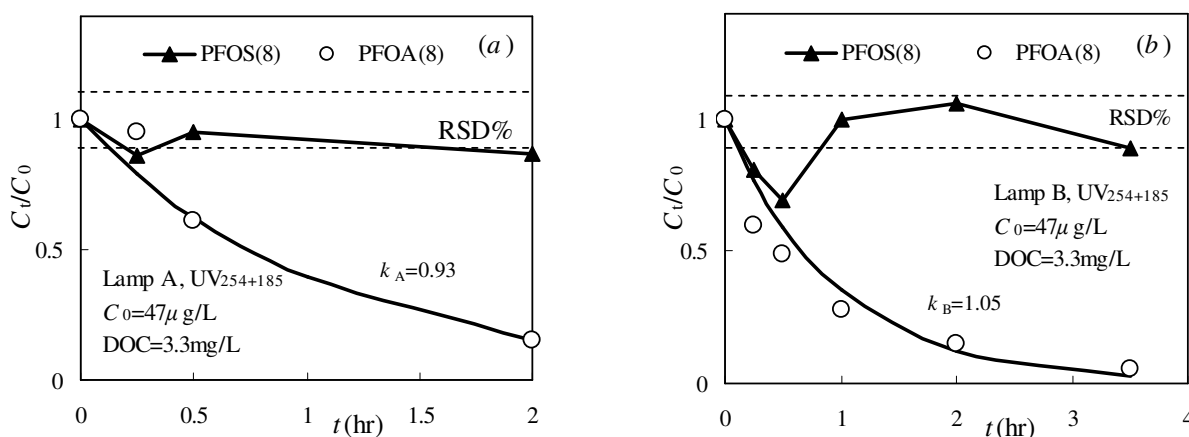 PFOS(8) PFOA(8) (a)
1
RSD%
Ct/C0
0.5
kA=0.93
Lamp A, UV254+185
C0=47μ g/L
DOC=3.3mg/L
0
0 0.5 1 1.5 2
t(hr)
PFOS(8) PFOA(8) (b)
1
RSD%
Ct/C0
Lamp B, UV254+185
C0=47μ g/L
0.5
DOC=3.3mg/L
kB=1.05
0
0 1 2 3 4
t(hr)